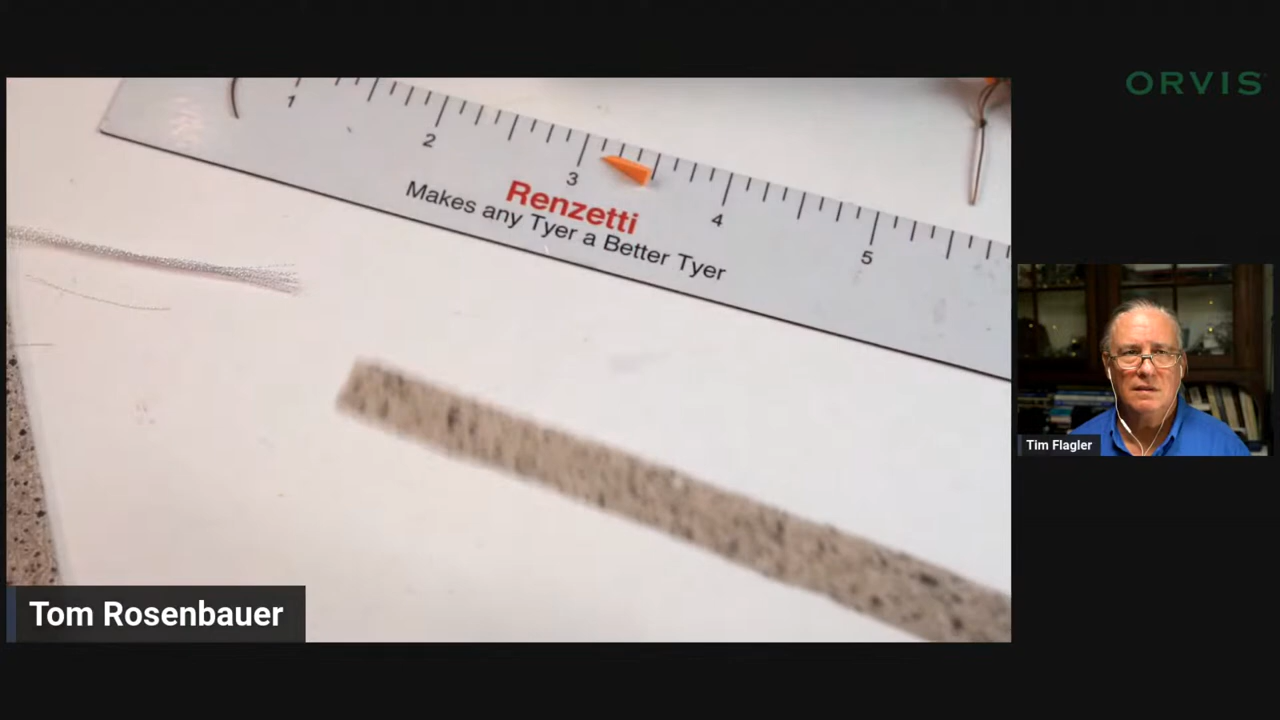 ORVIS
1
2
3
4
5
Renzetti
Makes any Tyer a Better Tyer
Tim Flagler
Tom Rosenbauer